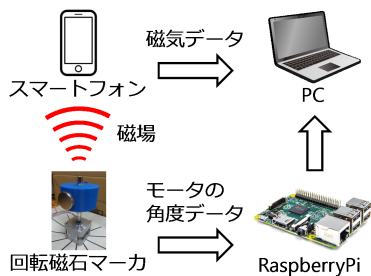 磁気データ
スマートフォン
PC
磁場
モータの
角度データ
回転磁石マーカ
RaspberryPi